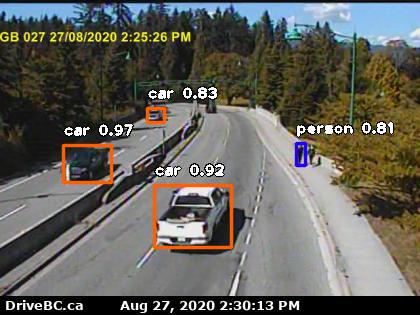 GB 027 27/08/2020 2:25:26 PM
car 0.83
car 0.97
person 0.81
car 0.92
DriveBC.ca Aug 27, 2020 2:30:13 PM